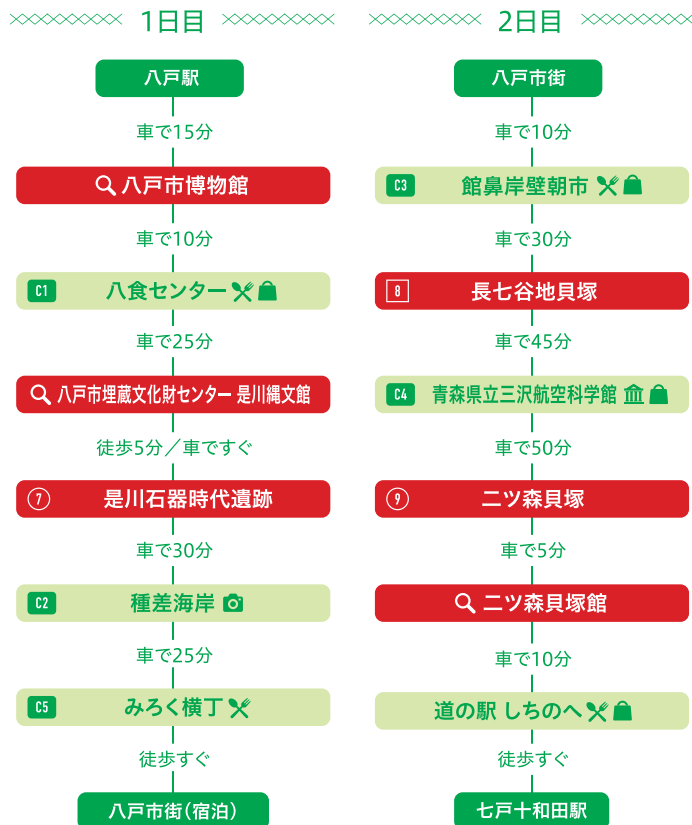 1日目
八戸駅
車で15分
八戸市博物館
車で10分
C1 八食センター
車で25分
八戸市埋蔵文化財センター 是川縄文館
徒歩5分／車ですぐ
7 是川石器時代遺跡
車で30分
C2 種差海岸
車で25分
C5 みろく横丁
徒歩すぐ
八戸市街(宿泊)
2日目
八戸市街
車で10分
C3 館鼻岸壁朝市
車で30分
8 長七谷地貝塚
車で45分
C4 青森県立三沢航空科学館
車で50分
9 二ツ森貝塚
車で5分
二ツ森貝塚館
車で10分
道の駅 しちのへ
徒歩すぐ
七戸十和田駅